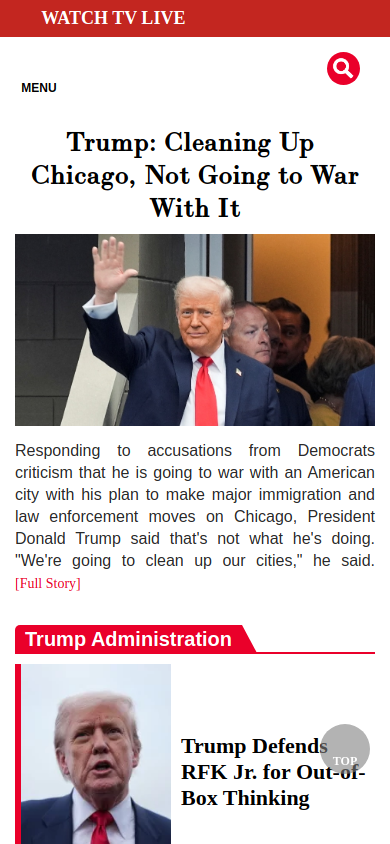 WATCH TV LIVE
MENU
Trump: Cleaning Up
Chicago, Not Going to War
With It
Responding to accusations from Democrats
criticism that he is going to war with an American
city with his plan to make major immigration and
law enforcement moves on Chicago, President
Donald Trump said that's not what he's doing.
"We're going to clean up our cities," he said.
[Full Story]
Trump Administration
Trump Defends
RFK Jr. for Out-of-
Box Thinking
TOP